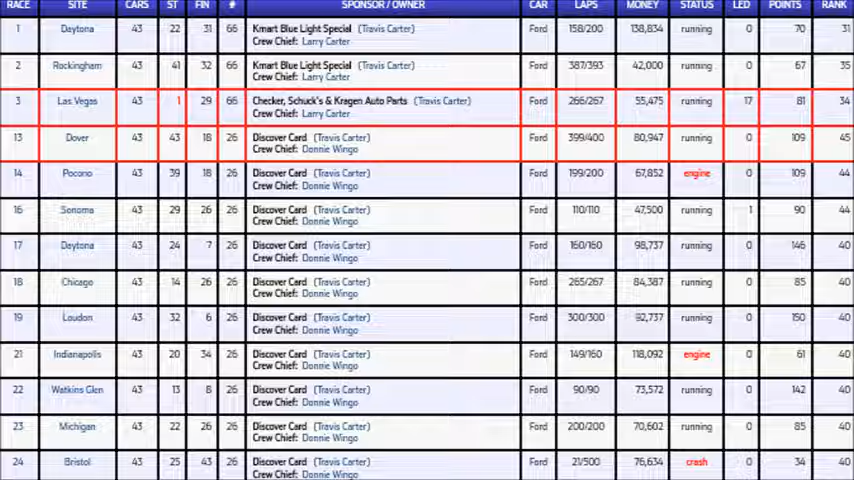 RACE SITE CARS ST FIN # SPONSOR / OWNER CAR LAPS MONEY STATUS LED POINTS RANK
1 Daytona 43 22 31 66 Kmart Blue Light Special (Travis Carter) Ford 158/200 138,834 running 0 70 31
Crew Chief: Larry Carter
2 Rockingham 43 41 32 66 Kmart Blue Light Special (Travis Carter) Ford 387/393 42,000 running 0 67 35
Crew Chief: Larry Carter
3 Las Vegas 43 1 29 66 Checker, Schuck's & Kragen Auto Parts (Travis Carter) Ford 266/267 55,475 running 17 81 34
Crew Chief: Larry Carter
13 Dover 43 43 18 26 Discover Card (Travis Carter) Ford 399/400 80,947 running 0 109 45
Crew Chief: Donnie Wingo
14 Pocono 43 39 18 26 Discover Card (Travis Carter) Ford 199/200 67,852 engine 0 109 44
Crew Chief: Donnie Wingo
16 Sonoma 43 29 26 26 Discover Card (Travis Carter) Ford 110/110 47,500 running 1 90 44
Crew Chief: Donnie Wingo
17 Daytona 43 24 7 26 Discover Card (Travis Carter) Ford 160/160 98,737 running 0 146 40
Crew Chief: Donnie Wingo
18 Chicago 43 14 26 26 Discover Card (Travis Carter) Ford 265/267 84,387 running 0 85 40
Crew Chief: Donnie Wingo
19 Loudon 43 32 6 26 Discover Card (Travis Carter) Ford 300/300 92,737 running 0 150 40
Crew Chief: Donnie Wingo
21 Indianapolis 43 20 34 26 Discover Card (Travis Carter) Ford 149/160 118,092 engine 0 61 40
Crew Chief: Donnie Wingo
22 Watkins Glen 43 13 8 26 Discover Card (Travis Carter) Ford 90/90 73,572 running 0 142 40
Crew Chief: Donnie Wingo
23 Michigan 43 22 26 26 Discover Card (Travis Carter) Ford 200/200 70,602 running 0 85 40
Crew Chief: Donnie Wingo
24 Bristol 43 25 43 26 Discover Card (Travis Carter) Ford 21/500 76,634 crash 0 34 40
Crew Chief: Donnie Wingo